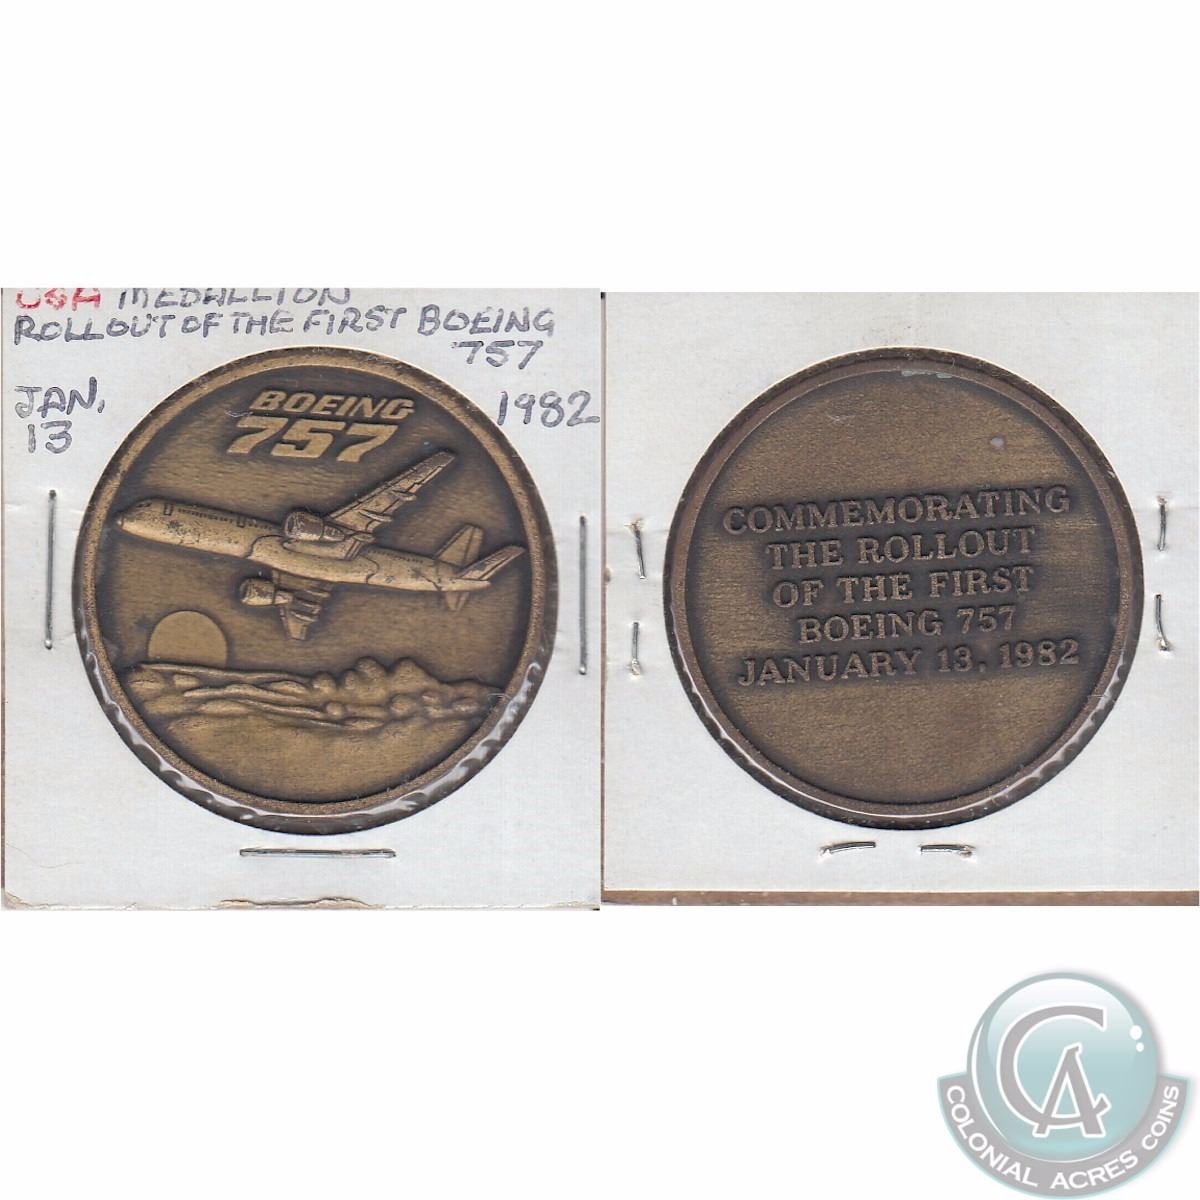 USA MEDALLION
ROLLOUT OF THE FIRST BOEING
757
JAN. 1982
13
BOEING
757
COMMEMORATING
THE ROLLOUT
OF THE FIRST
BOEING 757
JANUARY 13, 1982
CA
COLONIAL ACRES COINS